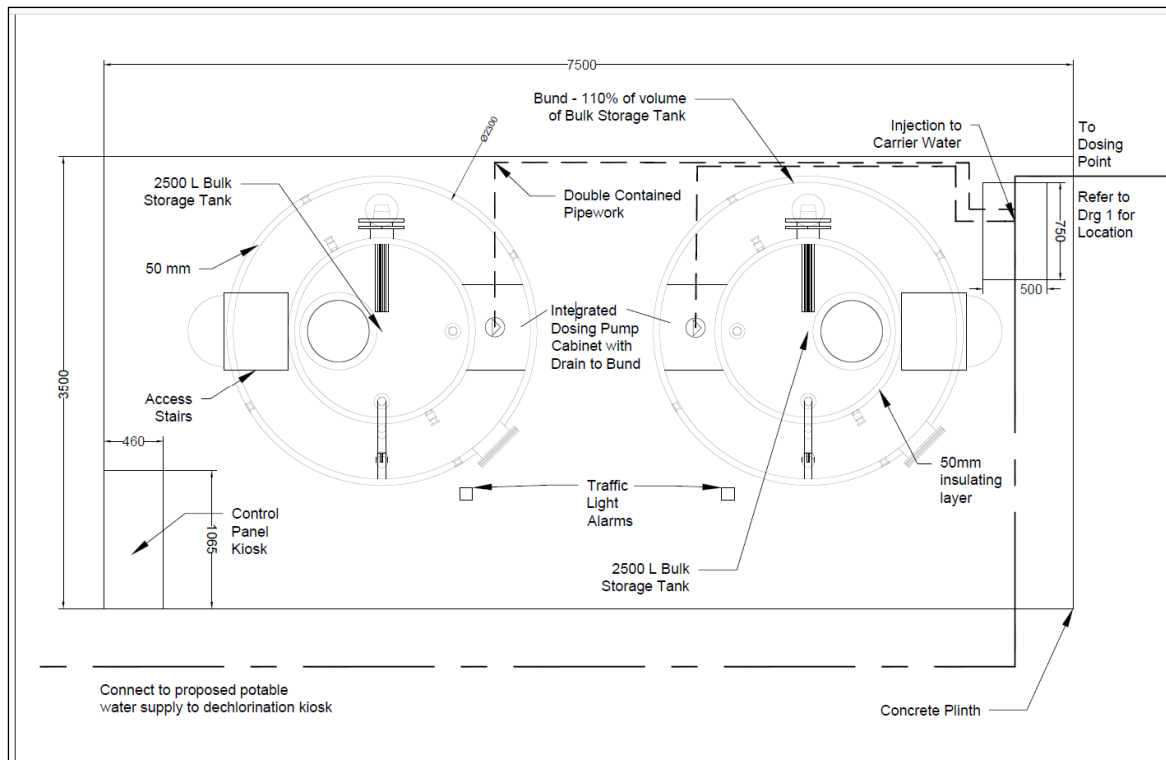 7500
Bund - 110% of volume
of Bulk Storage Tank
Injection to
Carrier Water
To
Dosing
Point
Ø2300
2500 L Bulk
Storage Tank
Double Contained
Pipework
Refer to
Drg 1 for
Location
750
500
50 mm
Integrated
Dosing Pump
Cabinet with
Drain to Bund
3500
Access
Stairs
460
50mm
insulating
layer
Traffic
Light
Alarms
Control
Panel
Kiosk
1065
2500 L Bulk
Storage Tank
Connect to proposed potable
water supply to dechlorination kiosk
Concrete Plinth